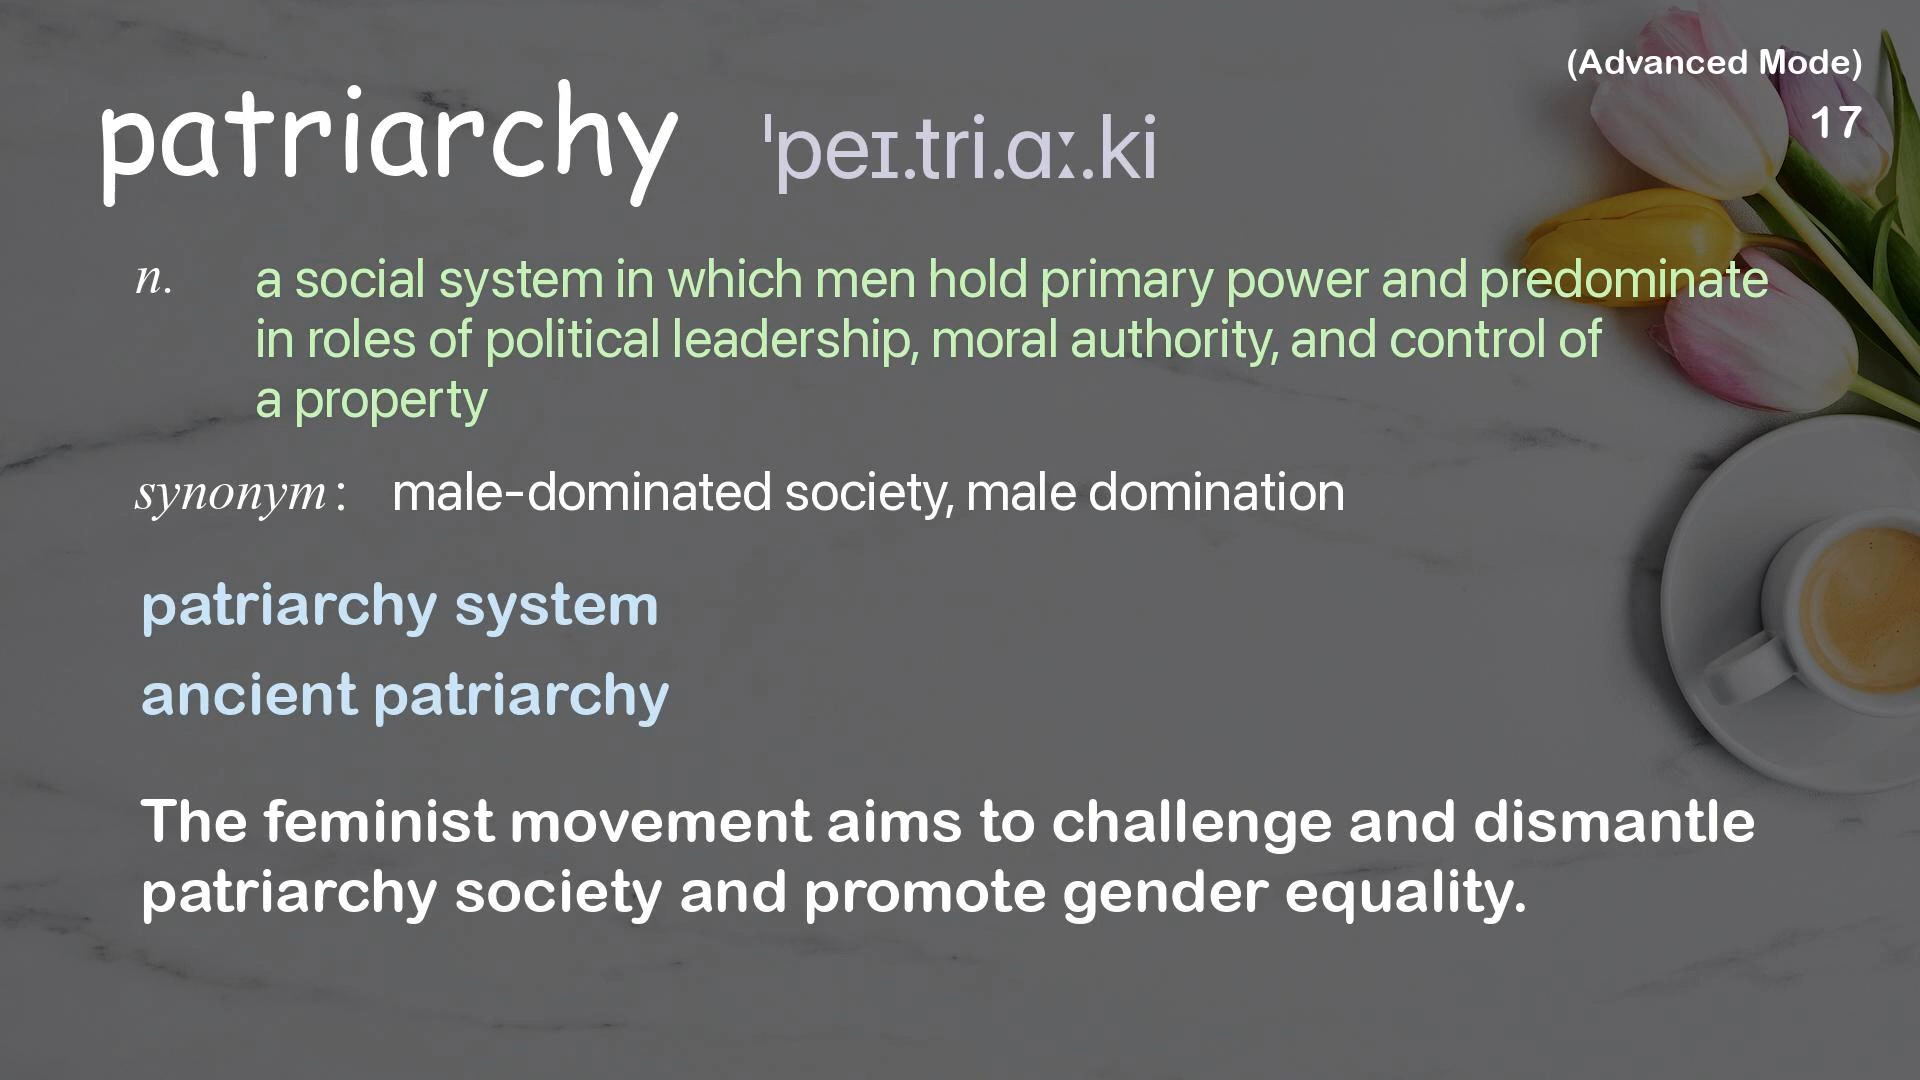 (Advanced Mode)
17
patriarchy ˈpeɪ.tri.ɑː.ki
n. a social system in which men hold primary power and predominate
in roles of political leadership, moral authority, and control of
a property
synonym: male-dominated society, male domination
patriarchy system
ancient patriarchy
The feminist movement aims to challenge and dismantle
patriarchy society and promote gender equality.